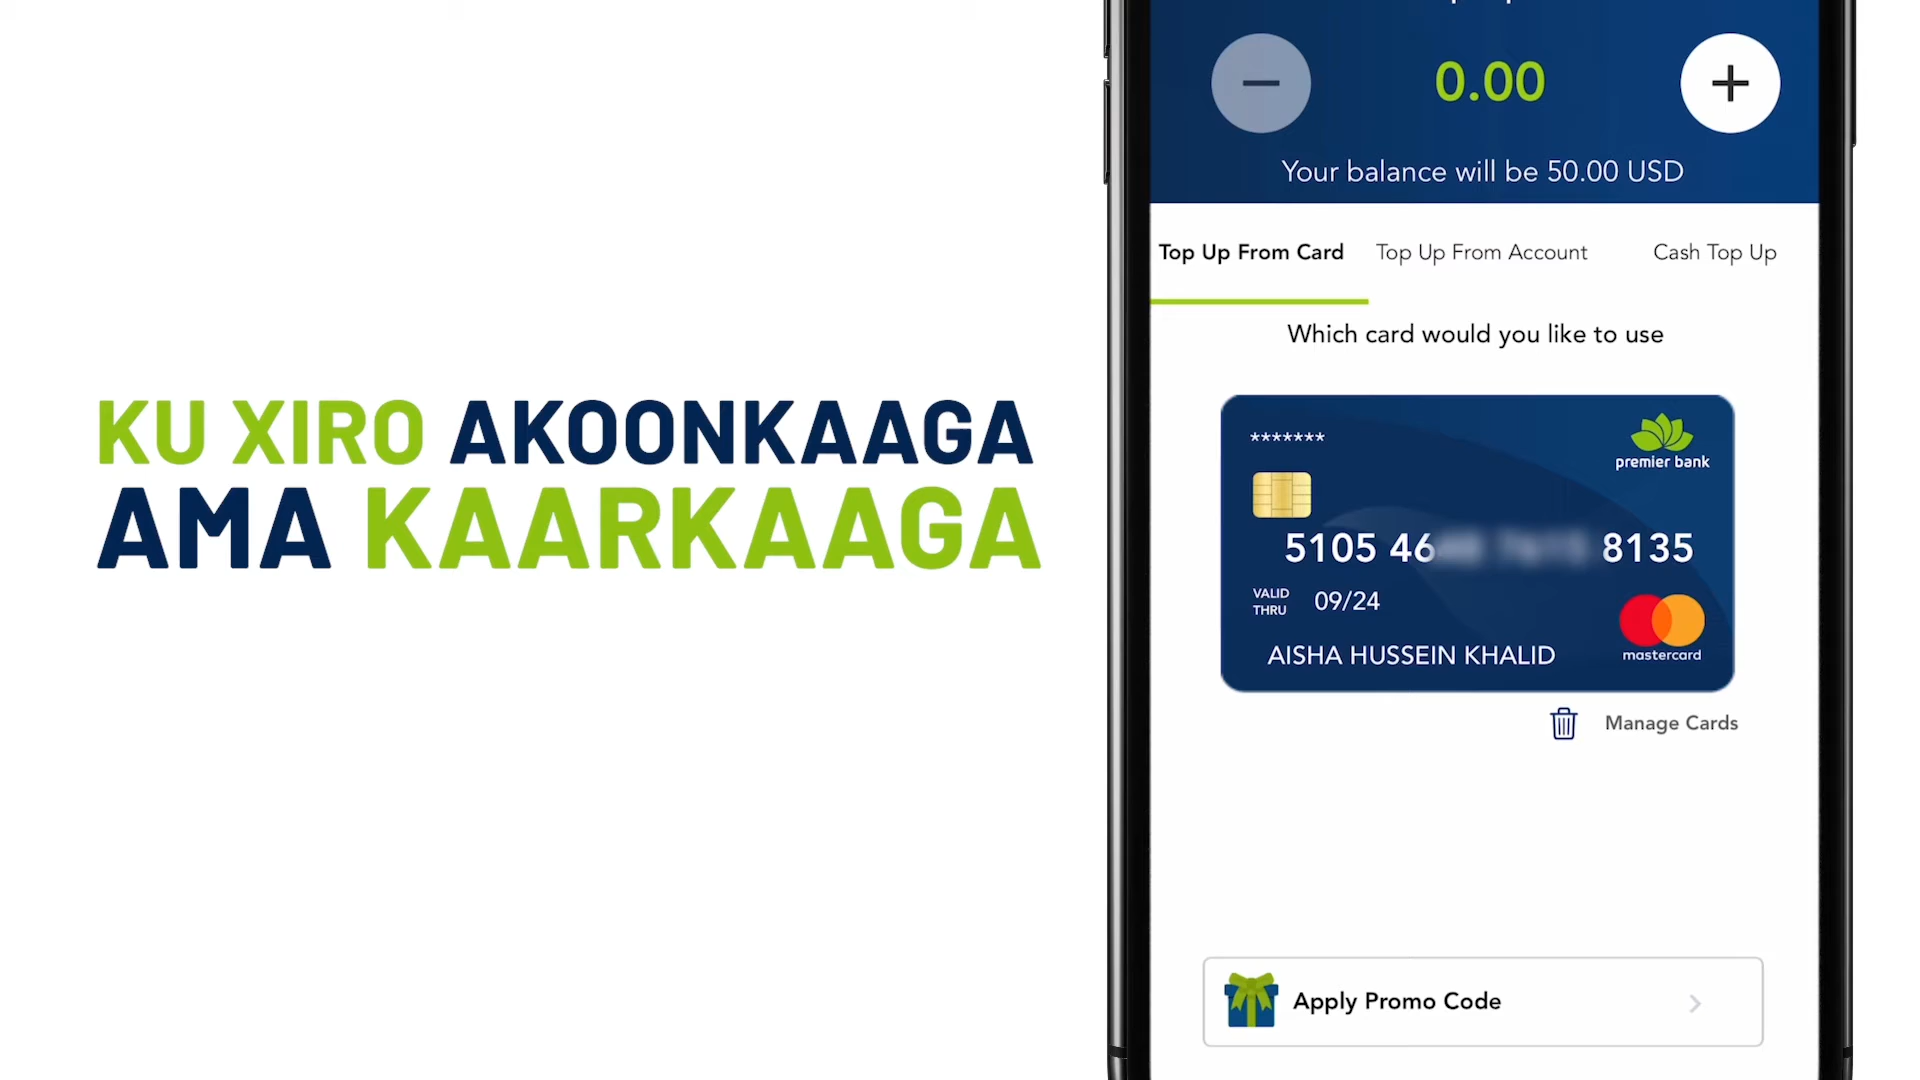 KU XIRO AKOONKAAGA
AMA KAARKAAGA
0.00
Your balance will be 50.00 USD
Top Up From Card
Top Up From Account
Cash Top Up
Which card would you like to use
*******
premier bank
5105 46
8135
VALID
THRU
09/24
AISHA HUSSEIN KHALID
mastercard
Manage Cards
Apply Promo Code